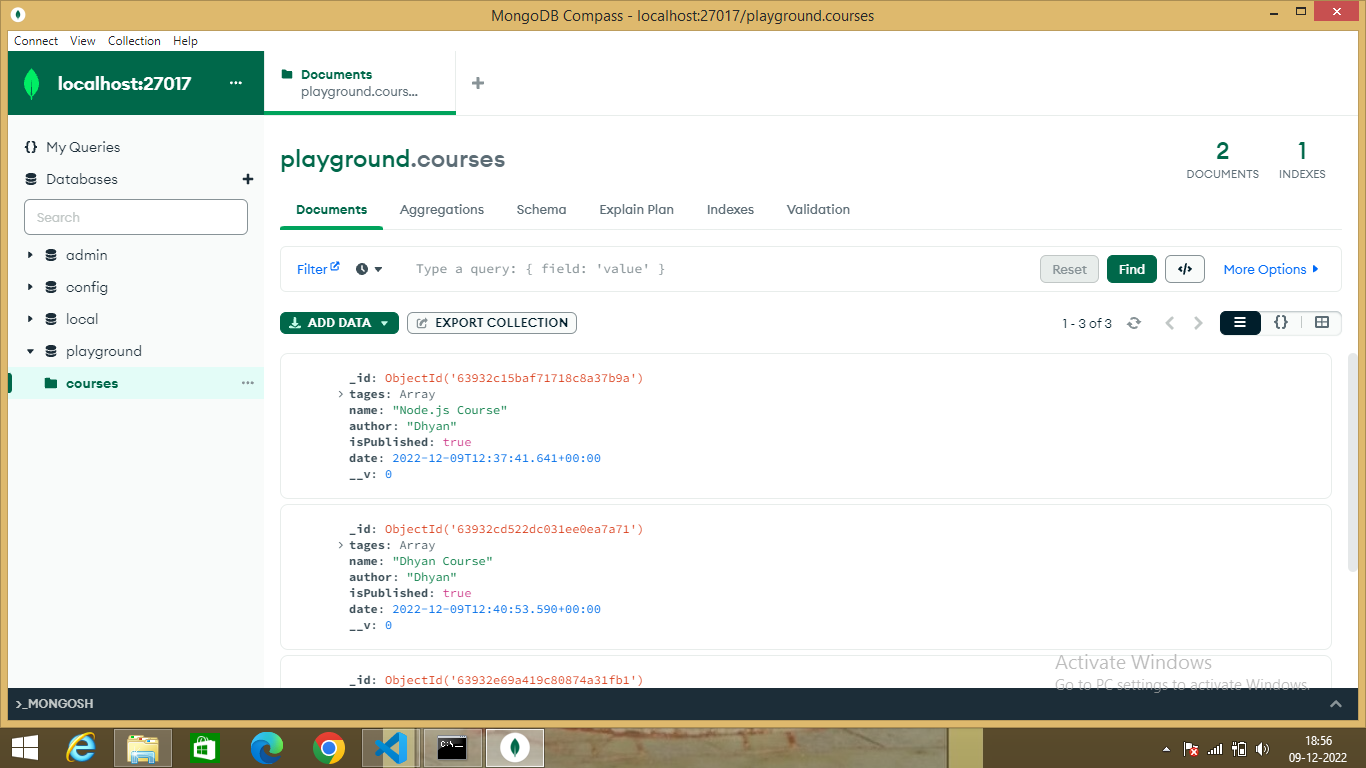 MongoDB Compass - localhost:27017/playground.courses
Connect View Collection Help
localhost:27017 ...
Documents
playground.cours...
My Queries
Databases
Search
admin
config
local
playground
courses ...
playground.courses
2
DOCUMENTS
1
INDEXES
Documents Aggregations Schema Explain Plan Indexes Validation
Filter Type a query: { field: 'value' } Reset Find </> More Options
ADD DATA EXPORT COLLECTION 1 - 3 of 3 {}
_id: ObjectId('63932c15baf71718c8a37b9a')
tages: Array
name: "Node.js Course"
author: "Dhyan"
isPublished: true
date: 2022-12-09T12:37:41.641+00:00
__v: 0
_id: ObjectId('63932cd522dc031ee0ea7a71')
tages: Array
name: "Dhyan Course"
author: "Dhyan"
isPublished: true
date: 2022-12-09T12:40:53.590+00:00
__v: 0
_id: ObjectId('63932e69a419c80874a31fb1')
Activate Windows
Go to PC settings to activate Windows.
>_MONGOSH
18:56
09-12-2022